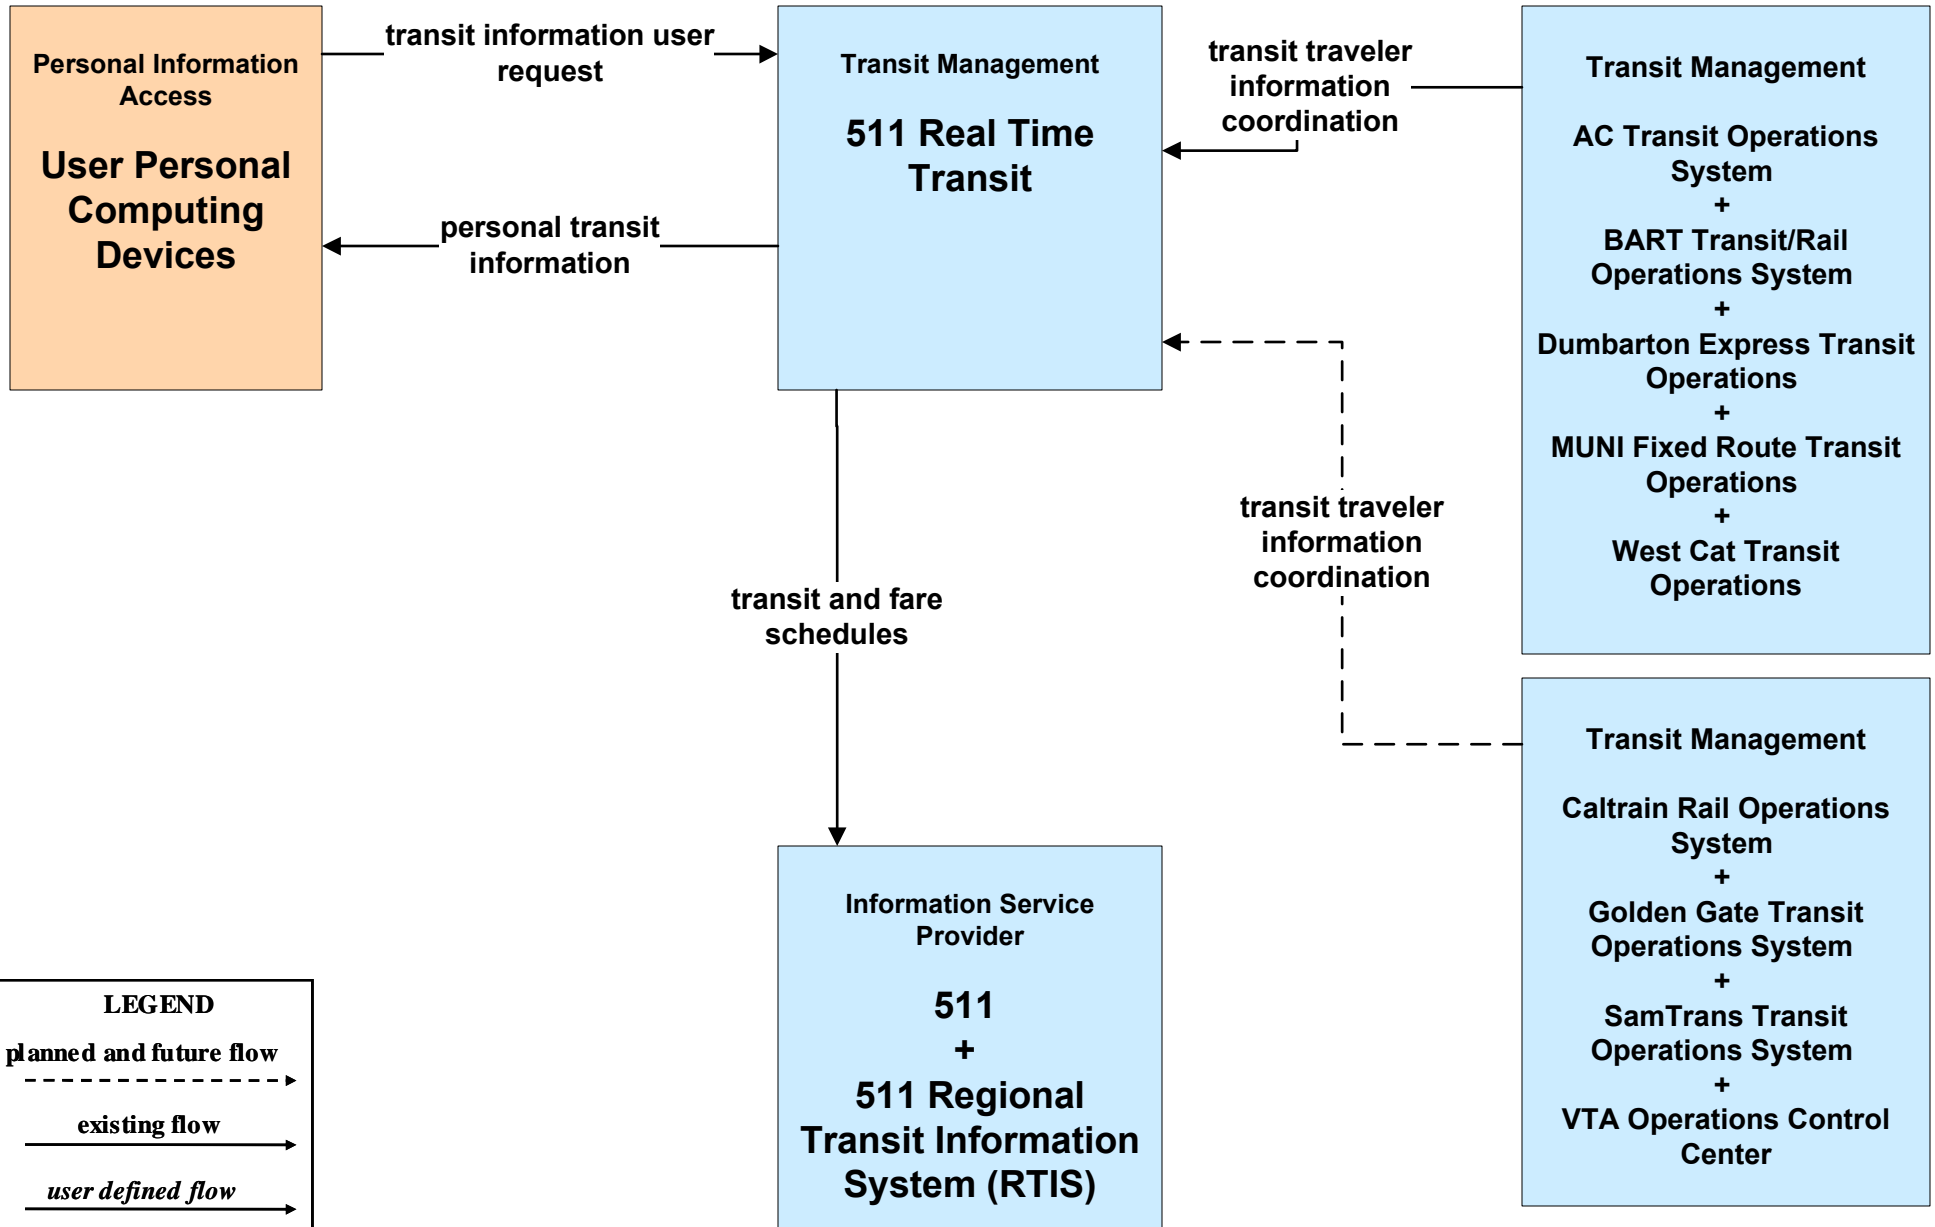 Personal Information
Access
User Personal
Computing
Devices
transit information user
request
personal transit
information
Transit Management
511 Real Time
Transit
transit traveler
information
coordination
Transit Management
AC Transit Operations
System
+
BART Transit/Rail
Operations System
+
Dumbarton Express Transit
Operations
+
MUNI Fixed Route Transit
Operations
+
West Cat Transit
Operations
transit traveler
information
coordination
transit and fare
schedules
Transit Management
Caltrain Rail Operations
System
+
Golden Gate Transit
Operations System
+
SamTrans Transit
Operations System
+
VTA Operations Control
Center
Information Service
Provider
511
+
511 Regional
Transit Information
System (RTIS)
LEGEND
planned and future flow
existing flow
user defined flow